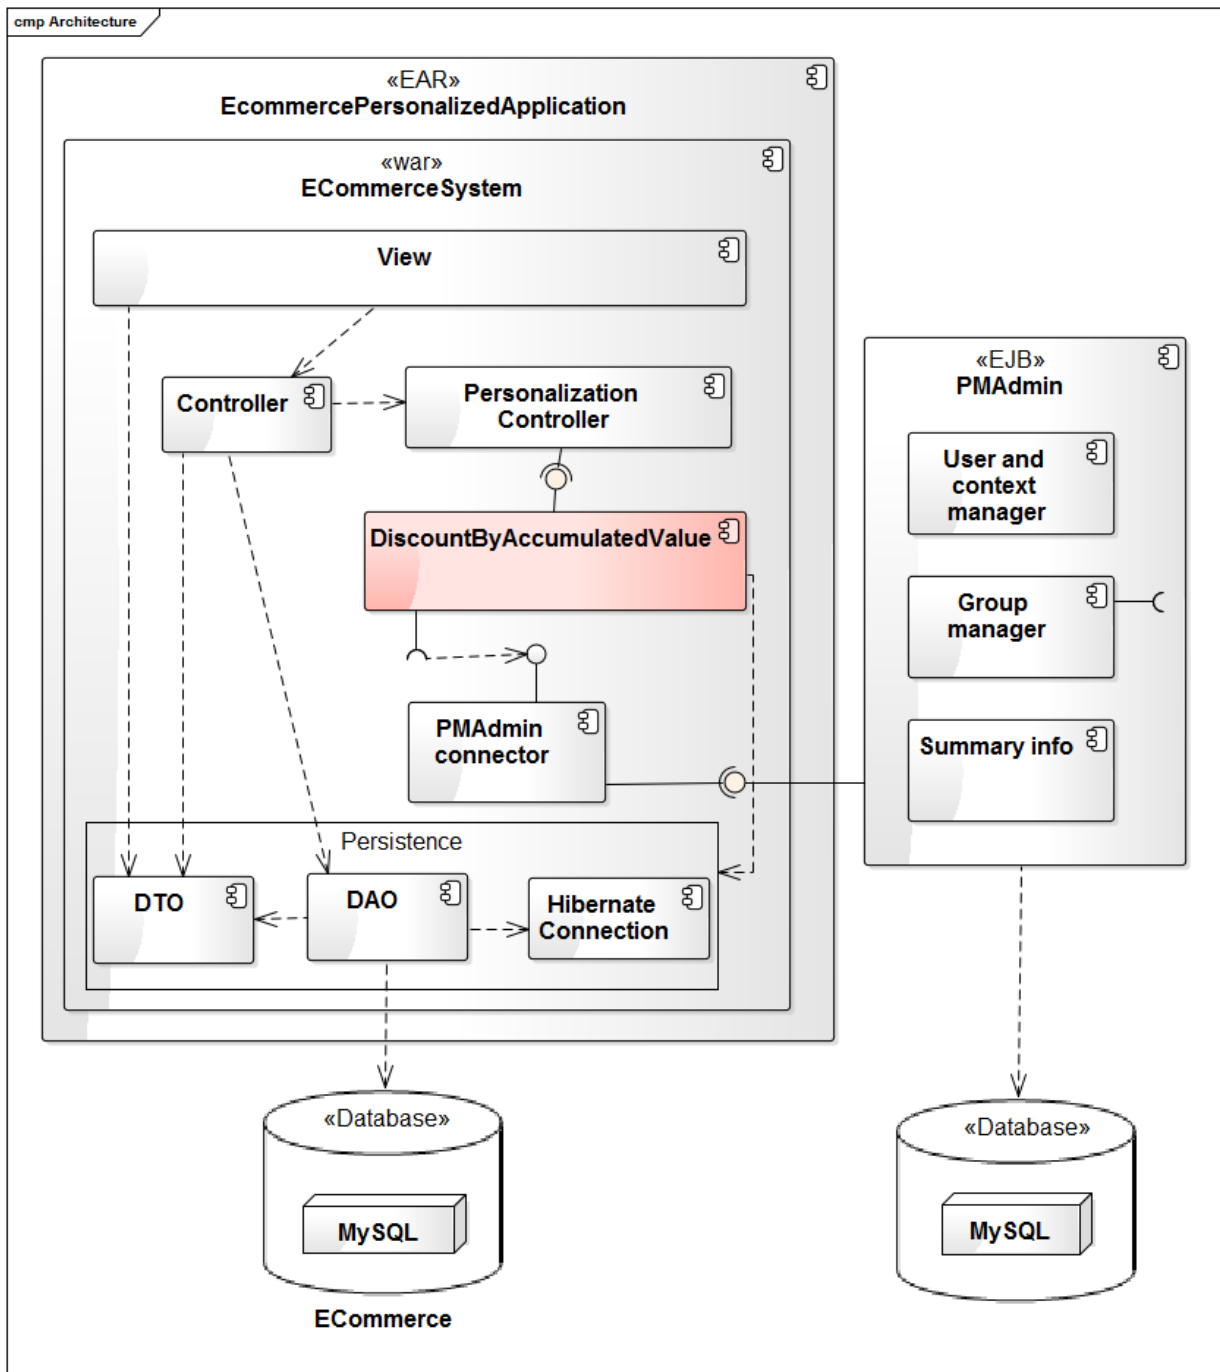 cmp Architecture
«EAR»
EcommercePersonalizedApplication
«war»
ECommerceSystem
View
Controller
Personalization
Controller
DiscountByAccumulatedValue
PMAdmin
connector
Persistence
DTO
DAO
Hibernate
Connection
«EJB»
PMAdmin
User and
context
manager
Group
manager
Summary info
«Database»
MySQL
ECommerce
«Database»
MySQL